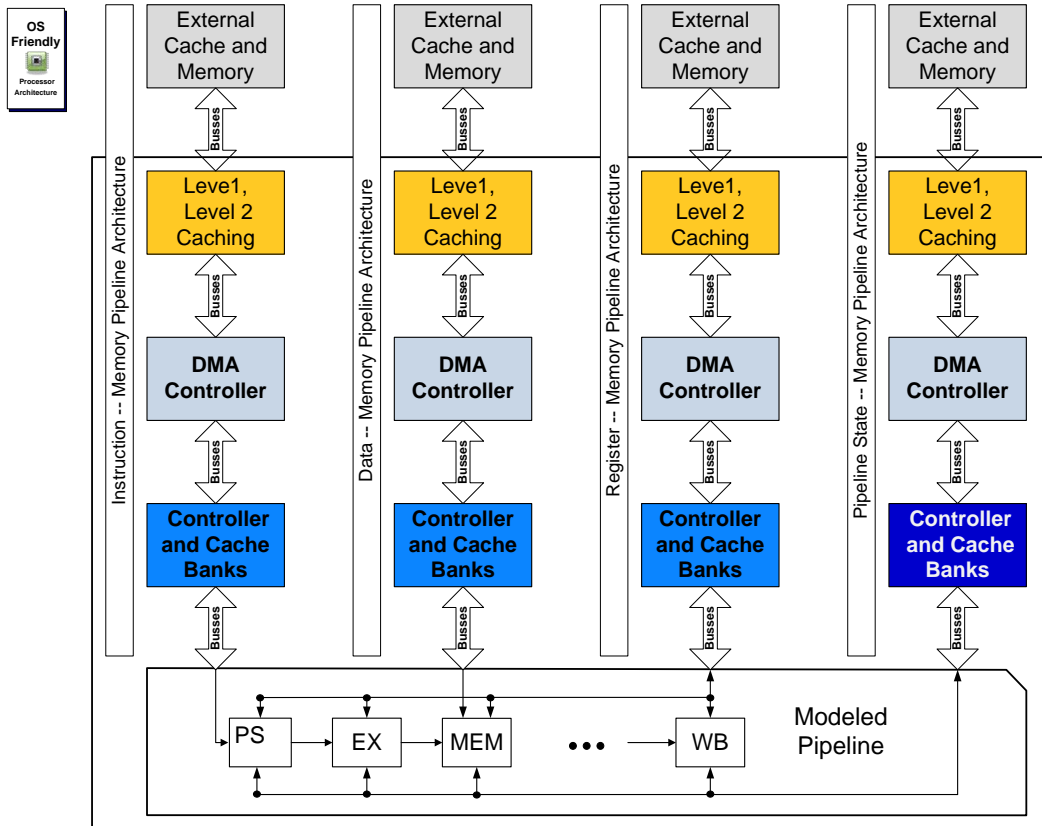 OS
Friendly
Processor
Architecture
External
Cache and
Memory
External
Cache and
Memory
External
Cache and
Memory
External
Cache and
Memory
Busses
Busses
Busses
Busses
Instruction -- Memory Pipeline Architecture
Data -- Memory Pipeline Architecture
Register -- Memory Pipeline Architecture
Pipeline State -- Memory Pipeline Architecture
Leve1,
Level 2
Caching
Leve1,
Level 2
Caching
Leve1,
Level 2
Caching
Leve1,
Level 2
Caching
Busses
Busses
Busses
Busses
DMA
Controller
DMA
Controller
DMA
Controller
DMA
Controller
Busses
Busses
Busses
Busses
Controller
and Cache
Banks
Controller
and Cache
Banks
Controller
and Cache
Banks
Controller
and Cache
Banks
Busses
Busses
Busses
Busses
PS
EX
MEM
WB
Modeled
Pipeline